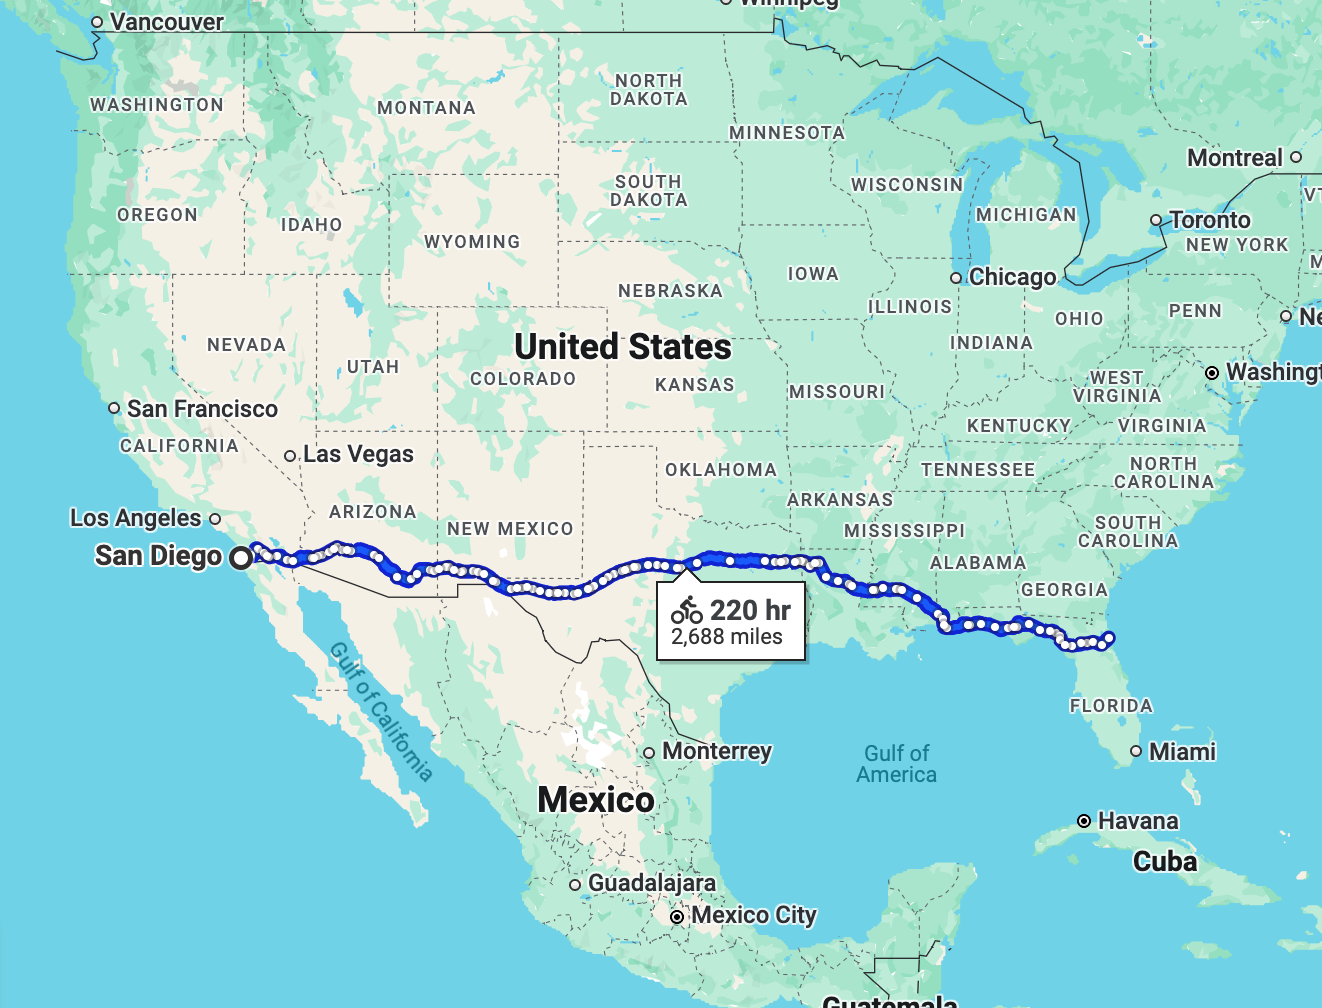 Winnipeg
Vancouver
NORTH
DAKOTA
WASHINGTON
MONTANA
MINNESOTA
Montreal
SOUTH
DAKOTA
WISCONSIN
VT
OREGON
IDAHO
MICHIGAN
Toronto
WYOMING
NEW YORK
M
IOWA
Chicago
NEBRASKA
ILLINOIS
OHIO
PENN
Ne
NEVADA
United States
INDIANA
UTAH
COLORADO
KANSAS
MISSOURI
WEST
VIRGINIA
Washingt
San Francisco
CALIFORNIA
KENTUCKY
VIRGINIA
Las Vegas
OKLAHOMA
TENNESSEE
NORTH
CAROLINA
ARKANSAS
Los Angeles
ARIZONA
NEW MEXICO
MISSISSIPPI
SOUTH
CAROLINA
San Diego
ALABAMA
GEORGIA
220 hr
2,688 miles
Gulf of California
FLORIDA
Monterrey
Gulf of
America
Miami
Mexico
Havana
Cuba
Guadalajara
Mexico City
Guatemala